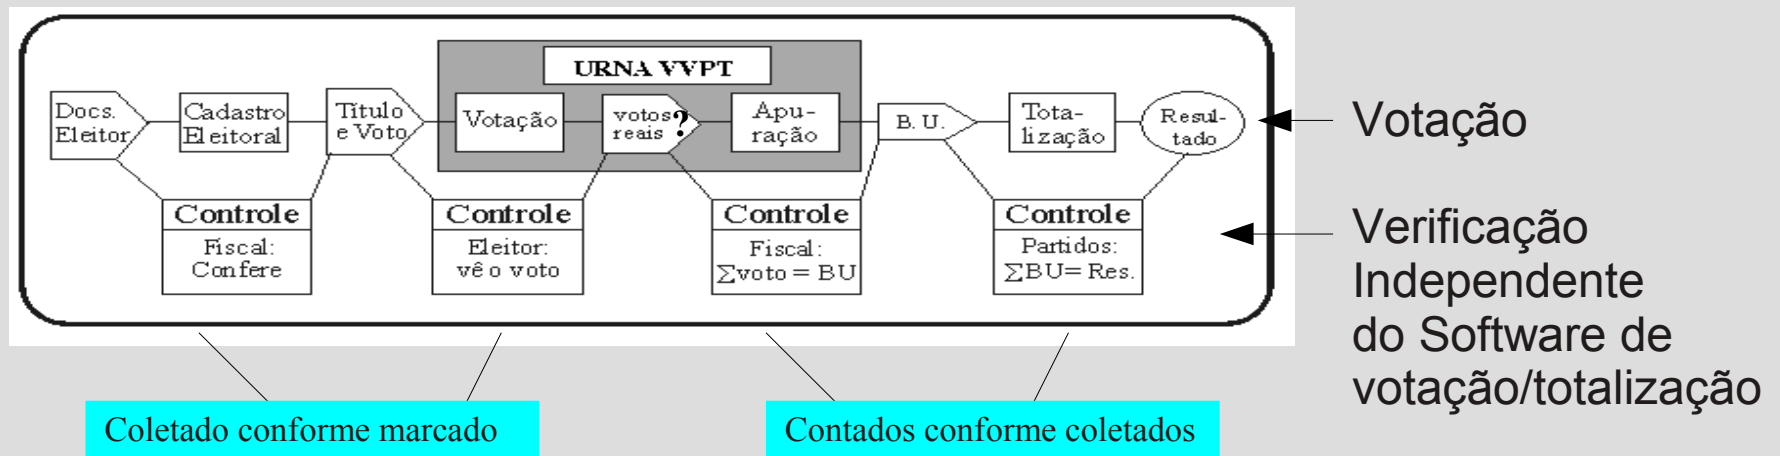 URNA VVPT
Docs.
Eleitor
Cadastro
Eleitoral
Título
e Voto
Votação
votos
reais ?
Apu-
ração
B. U.
Tota-
lização
Resul-
tado
Votação
Controle
Fiscal:
Confere
Controle
Eleitor:
vê o voto
Controle
Fiscal:
∑voto = BU
Controle
Partidos:
∑BU= Res.
Verificação
Independente
do Software de
votação/totalização
Coletado conforme marcado
Contados conforme coletados